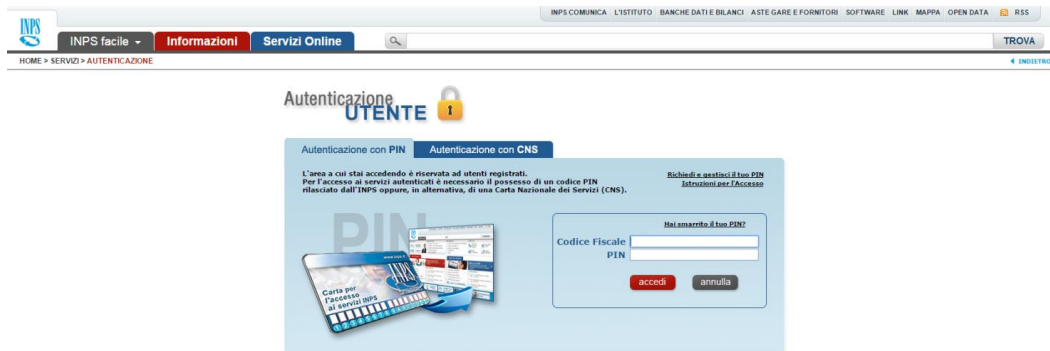 INPS COMUNICA L'ISTITUTO BANCHE DATI E BILANCI ASTE GARE E FORNITORI SOFTWARE LINK MAPPA OPEN DATA RSS
INPS
INPS facile Informazioni Servizi Online TROVA
HOME > SERVIZI > AUTENTICAZIONE INDIETRO
Autenticazione
UTENTE
Autenticazione con PIN Autenticazione con CNS
L'area a cui stai accedendo è riservata ad utenti registrati.
Per l'accesso ai servizi autenticati è necessario il possesso di un codice PIN
rilasciato dall'INPS oppure, in alternativa, di una Carta Nazionale dei Servizi (CNS).
Richiedi e gestisci il tuo PIN
Istruzioni per l'Accesso
PIN
www.inps.it
INPS
Carta per
l'accesso
ai servizi INPS
Hai smarrito il tuo PIN?
Codice Fiscale
PIN
accedi annulla